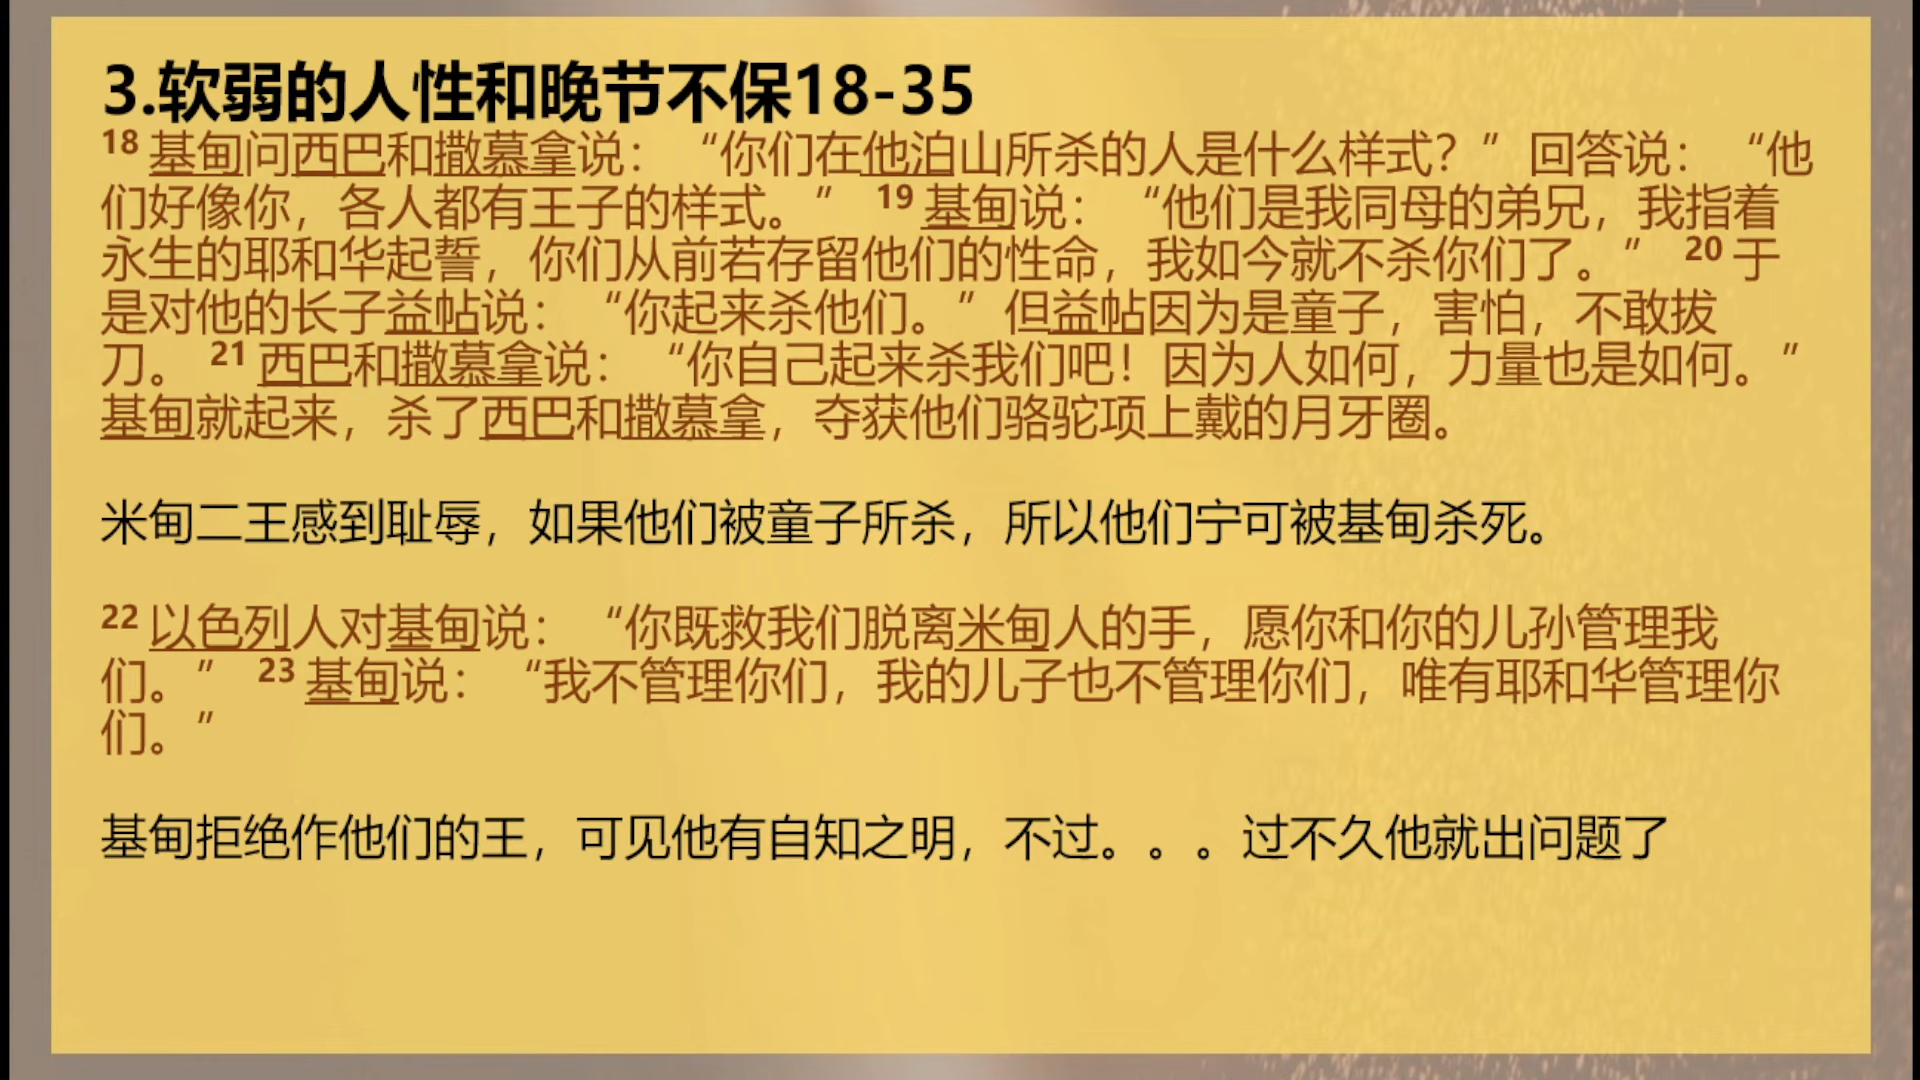 3.软弱的人性和晚节不保18-35
18 基甸问西巴和撒慕拿说：“你们在他泊山所杀的人是什么样式？”回答说：“他
们好像你，各人都有王子的样式。” 19 基甸说：“他们是我同母的弟兄，我指着
永生的耶和华起誓，你们从前若存留他们的性命，我如今就不杀你们了。” 20 于
是对他的长子益帖说：“你起来杀他们。”但益帖因为是童子，害怕，不敢拔
刀。 21 西巴和撒慕拿说：“你自己起来杀我们吧！因为人如何，力量也是如何。”
基甸就起来，杀了西巴和撒慕拿，夺获他们骆驼项上戴的月牙圈。
米甸二王感到耻辱，如果他们被童子所杀，所以他们宁可被基甸杀死。
22 以色列人对基甸说：“你既救我们脱离米甸人的手，愿你和你的儿孙管理我
们。” 23 基甸说：“我不管理你们，我的儿子也不管理你们，唯有耶和华管理你
们。”
基甸拒绝作他们的王，可见他有自知之明，不过。。。过不久他就出问题了